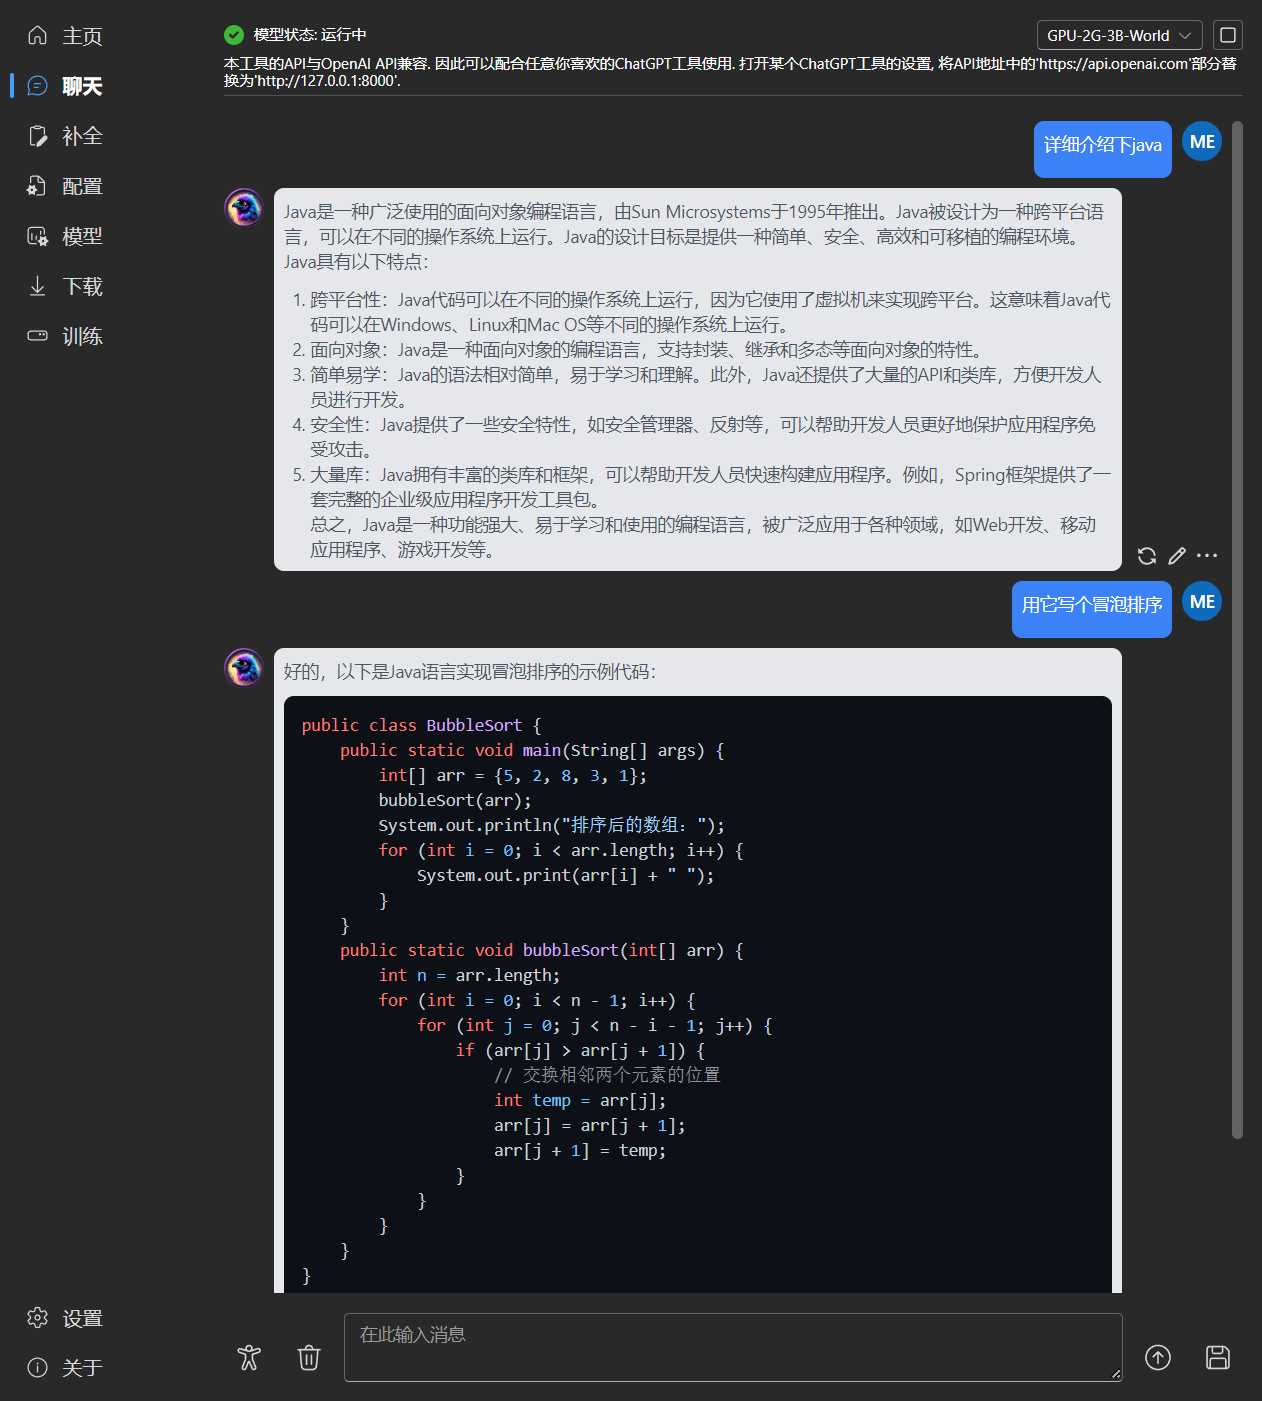 主页
聊天
补全
配置
模型
下载
训练
设置
关于
模型状态: 运行中
GPU-2G-3B-World
本工具的API与OpenAI API兼容. 因此可以配合任意你喜欢的ChatGPT工具使用. 打开某个ChatGPT工具的设置, 将API地址中的'https://api.openai.com'部分替
换为'http://127.0.0.1:8000'.
详细介绍下java
ME
Java是一种广泛使用的面向对象编程语言，由Sun Microsystems于1995年推出。Java被设计为一种跨平台语
言，可以在不同的操作系统上运行。Java的设计目标是提供一种简单、安全、高效和可移植的编程环境。
Java具有以下特点：
1. 跨平台性：Java代码可以在不同的操作系统上运行，因为它使用了虚拟机来实现跨平台。这意味着Java代
码可以在Windows、Linux和Mac OS等不同的操作系统上运行。
2. 面向对象：Java是一种面向对象的编程语言，支持封装、继承和多态等面向对象的特性。
3. 简单易学：Java的语法相对简单，易于学习和理解。此外，Java还提供了大量的API和类库，方便开发人
员进行开发。
4. 安全性：Java提供了一些安全特性，如安全管理器、反射等，可以帮助开发人员更好地保护应用程序免
受攻击。
5. 大量库：Java拥有丰富的类库和框架，可以帮助开发人员快速构建应用程序。例如，Spring框架提供了一
套完整的企业级应用程序开发工具包。
总之，Java是一种功能强大、易于学习和使用的编程语言，被广泛应用于各种领域，如Web开发、移动
应用程序、游戏开发等。
用它写个冒泡排序
ME
好的，以下是Java语言实现冒泡排序的示例代码：
public class BubbleSort {
    public static void main(String[] args) {
        int[] arr = {5, 2, 8, 3, 1};
        bubbleSort(arr);
        System.out.println("排序后的数组：");
        for (int i = 0; i < arr.length; i++) {
            System.out.print(arr[i] + " ");
        }
    }
    public static void bubbleSort(int[] arr) {
        int n = arr.length;
        for (int i = 0; i < n - 1; i++) {
            for (int j = 0; j < n - i - 1; j++) {
                if (arr[j] > arr[j + 1]) {
                    // 交换相邻两个元素的位置
                    int temp = arr[j];
                    arr[j] = arr[j + 1];
                    arr[j + 1] = temp;
                }
            }
        }
    }
}
在此输入消息